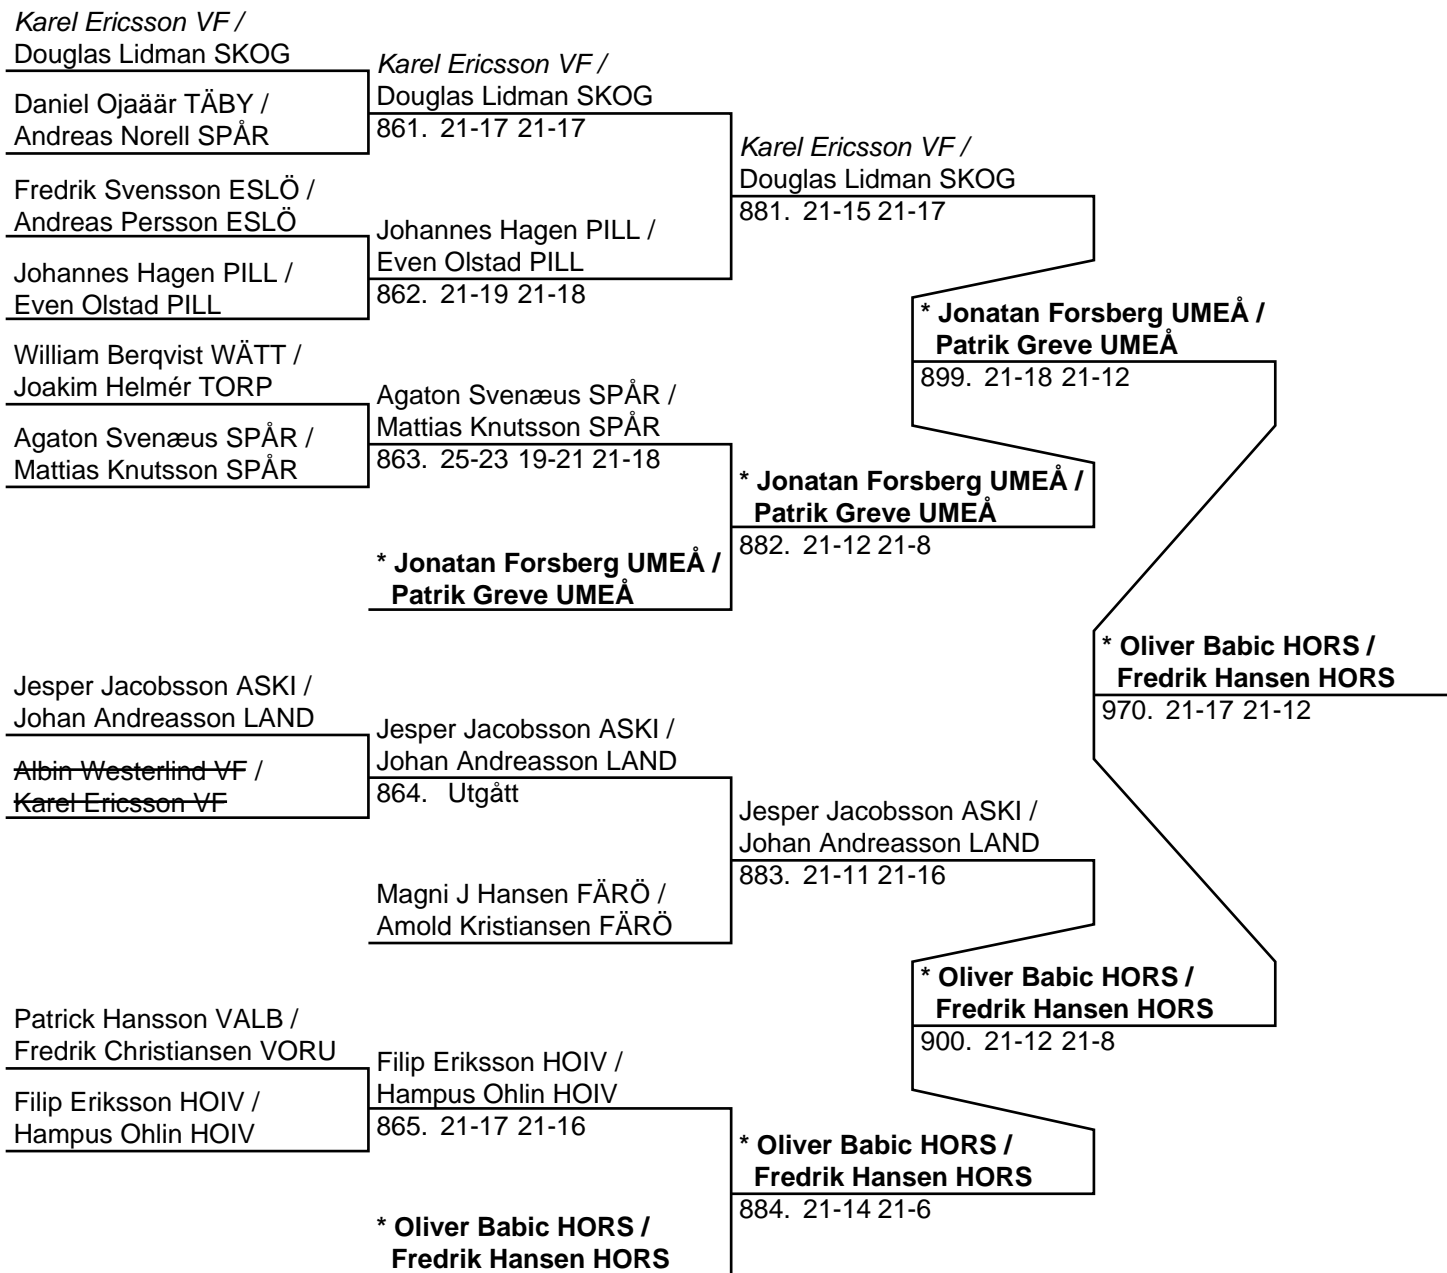 Karel Ericsson VF /
Douglas Lidman SKOG
Daniel Ojaäär TÄBY /
Andreas Norell SPÅR
Fredrik Svensson ESLÖ /
Andreas Persson ESLÖ
Johannes Hagen PILL /
Even Olstad PILL
William Berqvist WÄTT /
Joakim Helmér TORP
Agaton Svenæus SPÅR /
Mattias Knutsson SPÅR
Jesper Jacobsson ASKI /
Johan Andreasson LAND
Albin Westerlind VF /
Karel Ericsson VF
Patrick Hansson VALB /
Fredrik Christiansen VORU
Filip Eriksson HOIV /
Hampus Ohlin HOIV
Karel Ericsson VF /
Douglas Lidman SKOG
861. 21-17 21-17
Johannes Hagen PILL /
Even Olstad PILL
862. 21-19 21-18
Agaton Svenæus SPÅR /
Mattias Knutsson SPÅR
863. 25-23 19-21 21-18
* Jonatan Forsberg UMEÅ /
Patrik Greve UMEÅ
Jesper Jacobsson ASKI /
Johan Andreasson LAND
864. Utgått
Magni J Hansen FÄRÖ /
Arnold Kristiansen FÄRÖ
Filip Eriksson HOIV /
Hampus Ohlin HOIV
865. 21-17 21-16
* Oliver Babic HORS /
Fredrik Hansen HORS
Karel Ericsson VF /
Douglas Lidman SKOG
881. 21-15 21-17
* Jonatan Forsberg UMEÅ /
Patrik Greve UMEÅ
882. 21-12 21-8
Jesper Jacobsson ASKI /
Johan Andreasson LAND
883. 21-11 21-16
* Oliver Babic HORS /
Fredrik Hansen HORS
884. 21-14 21-6
* Jonatan Forsberg UMEÅ /
Patrik Greve UMEÅ
899. 21-18 21-12
* Oliver Babic HORS /
Fredrik Hansen HORS
900. 21-12 21-8
* Oliver Babic HORS /
Fredrik Hansen HORS
970. 21-17 21-12